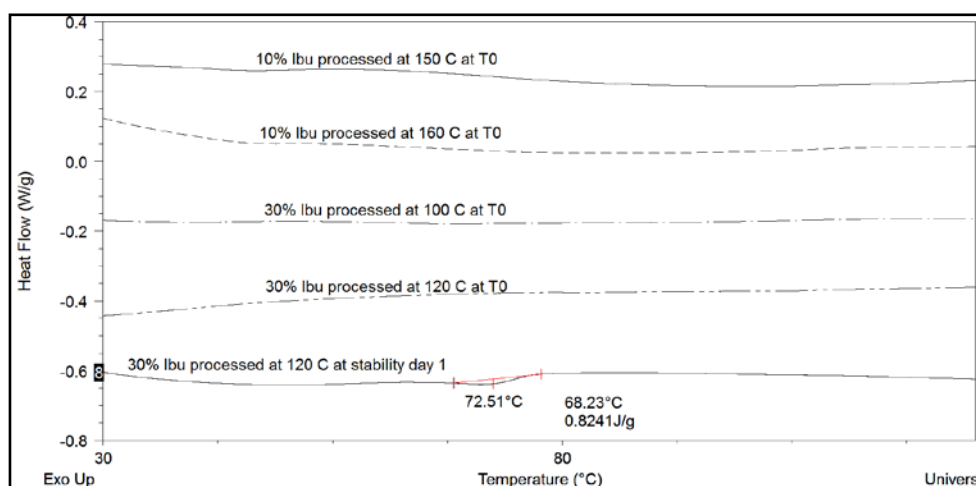 0.4
10% Ibu processed at 150 C at T0
0.2
10% Ibu processed at 160 C at T0
0.0
30% Ibu processed at 100 C at T0
-0.2
Heat Flow (W/g)
30% Ibu processed at 120 C at T0
-0.4
30% Ibu processed at 120 C at stability day 1
-0.6
8
72.51°C
68.23°C
0.8241J/g
-0.8
30
80
Exo Up
Temperature (°C)
Univers